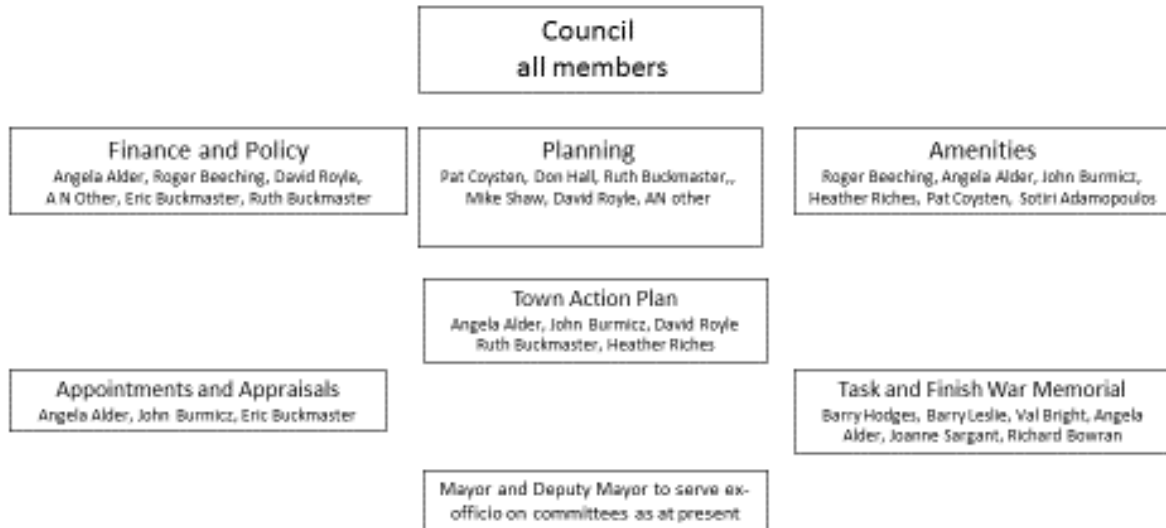 Council
all members
Finance and Policy
Angela Alder, Roger Beeching, David Royle,
A N Other, Eric Buckmaster, Ruth Buckmaster
Planning
Pat Coysten, Don Hall, Ruth Buckmaster,,
Mike Shaw, David Royle, AN other
Amenities
Roger Beeching, Angela Alder, John Burmicz,
Heather Riches, Pat Coysten, Sotiri Adamopoulos
Town Action Plan
Angela Alder, John Burmicz, David Royle
Ruth Buckmaster, Heather Riches
Appointments and Appraisals
Angela Alder, John Burmicz, Eric Buckmaster
Task and Finish War Memorial
Barry Hodges, Barry Leslie, Val Bright, Angela
Alder, Joanne Sargant, Richard Bowran
Mayor and Deputy Mayor to serve ex-
officio on committees as at present